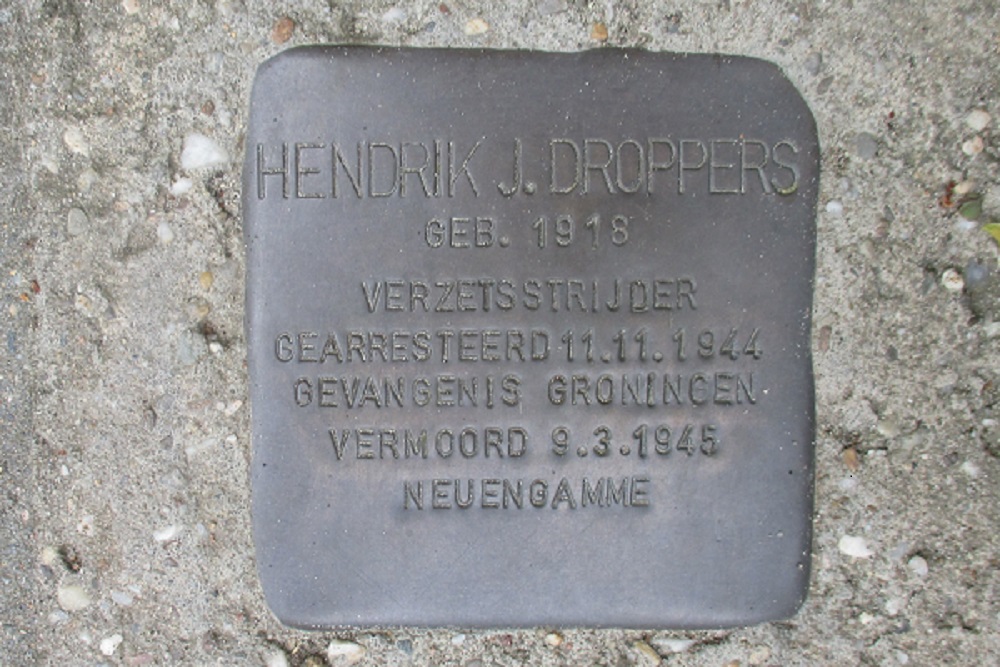 HENDRIK J. DROPPERS
GEB. 1918
VERZETSSTRIJDER
GEARRESTEERD 11.11.1944
GEVANGENIS GRONINGEN
VERMOORD 9.3.1945
NEUENGAMME